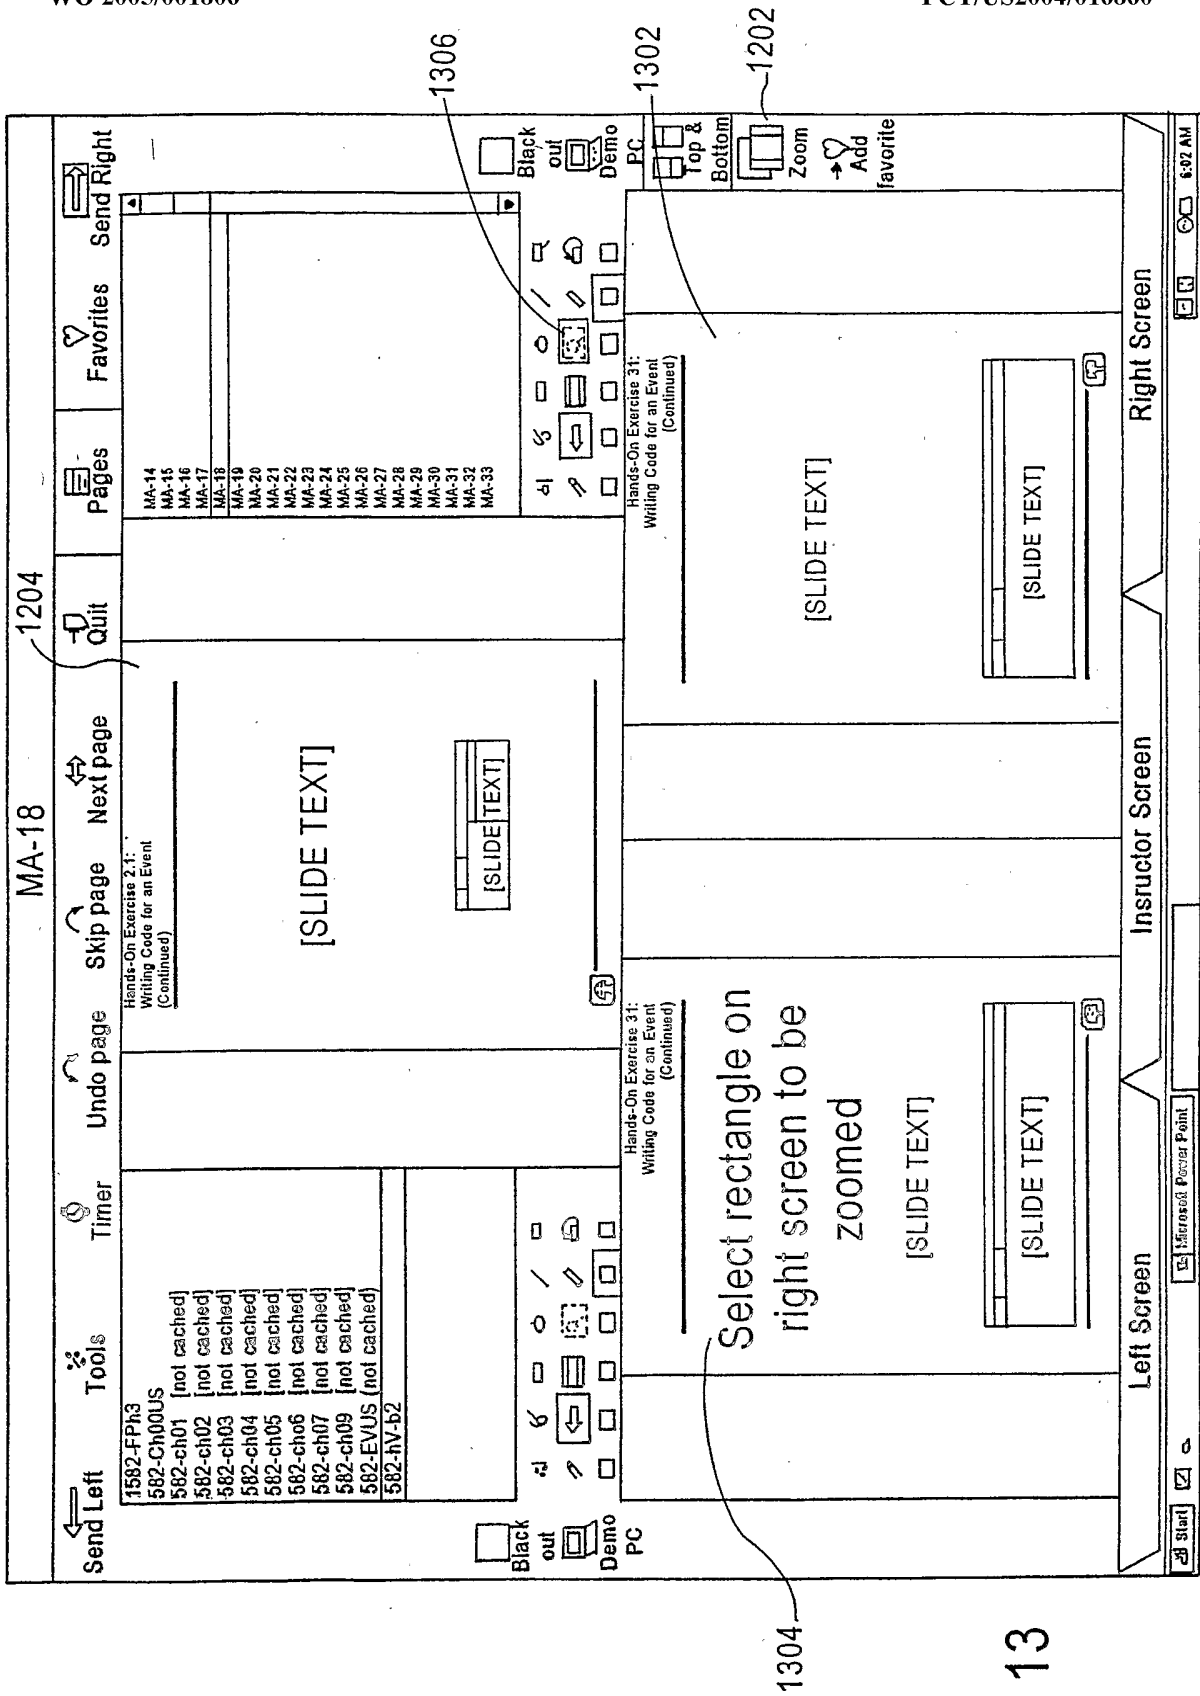 MA-18
1204
Send Left
Tools
Timer
Undo page
Skip page
Next page
Quit
Pages
Favorites
Send Right
1582-FPh3
582-Ch00US
582-ch01 [not cached]
582-ch02 [not cached]
582-ch03 [not cached]
582-ch04 [not cached]
582-ch05 [not cached]
582-cho6 [not cached]
582-ch07 [not cached]
582-ch09 [not cached]
582-EVUS (not cached)
582-hV-b2
Hands-On Exercise 2.1:
Writing Code for an Event
(Continued)
[SLIDE TEXT]
[SLIDE TEXT]
MA-14
MA-15
MA-16
MA-17
MA-18
MA-19
MA-20
MA-21
MA-22
MA-23
MA-24
MA-25
MA-26
MA-27
MA-28
MA-29
MA-30
MA-31
MA-32
MA-33
Black
out
Demo
PC
Black
out
Demo
PC
1306
1302
Top &
Bottom
1202
Zoom
Add
favorite
Hands-On Exercise 31:
Writing Code for an Event
(Continued)
Select rectangle on
right screen to be
zoomed
[SLIDE TEXT]
[SLIDE TEXT]
Hands-On Exercise 31:
Writing Code for an Event
(Continued)
[SLIDE TEXT]
[SLIDE TEXT]
1304
Left Screen
Insructor Screen
Right Screen
Start
Microsoft Power Point
6:02 AM
13